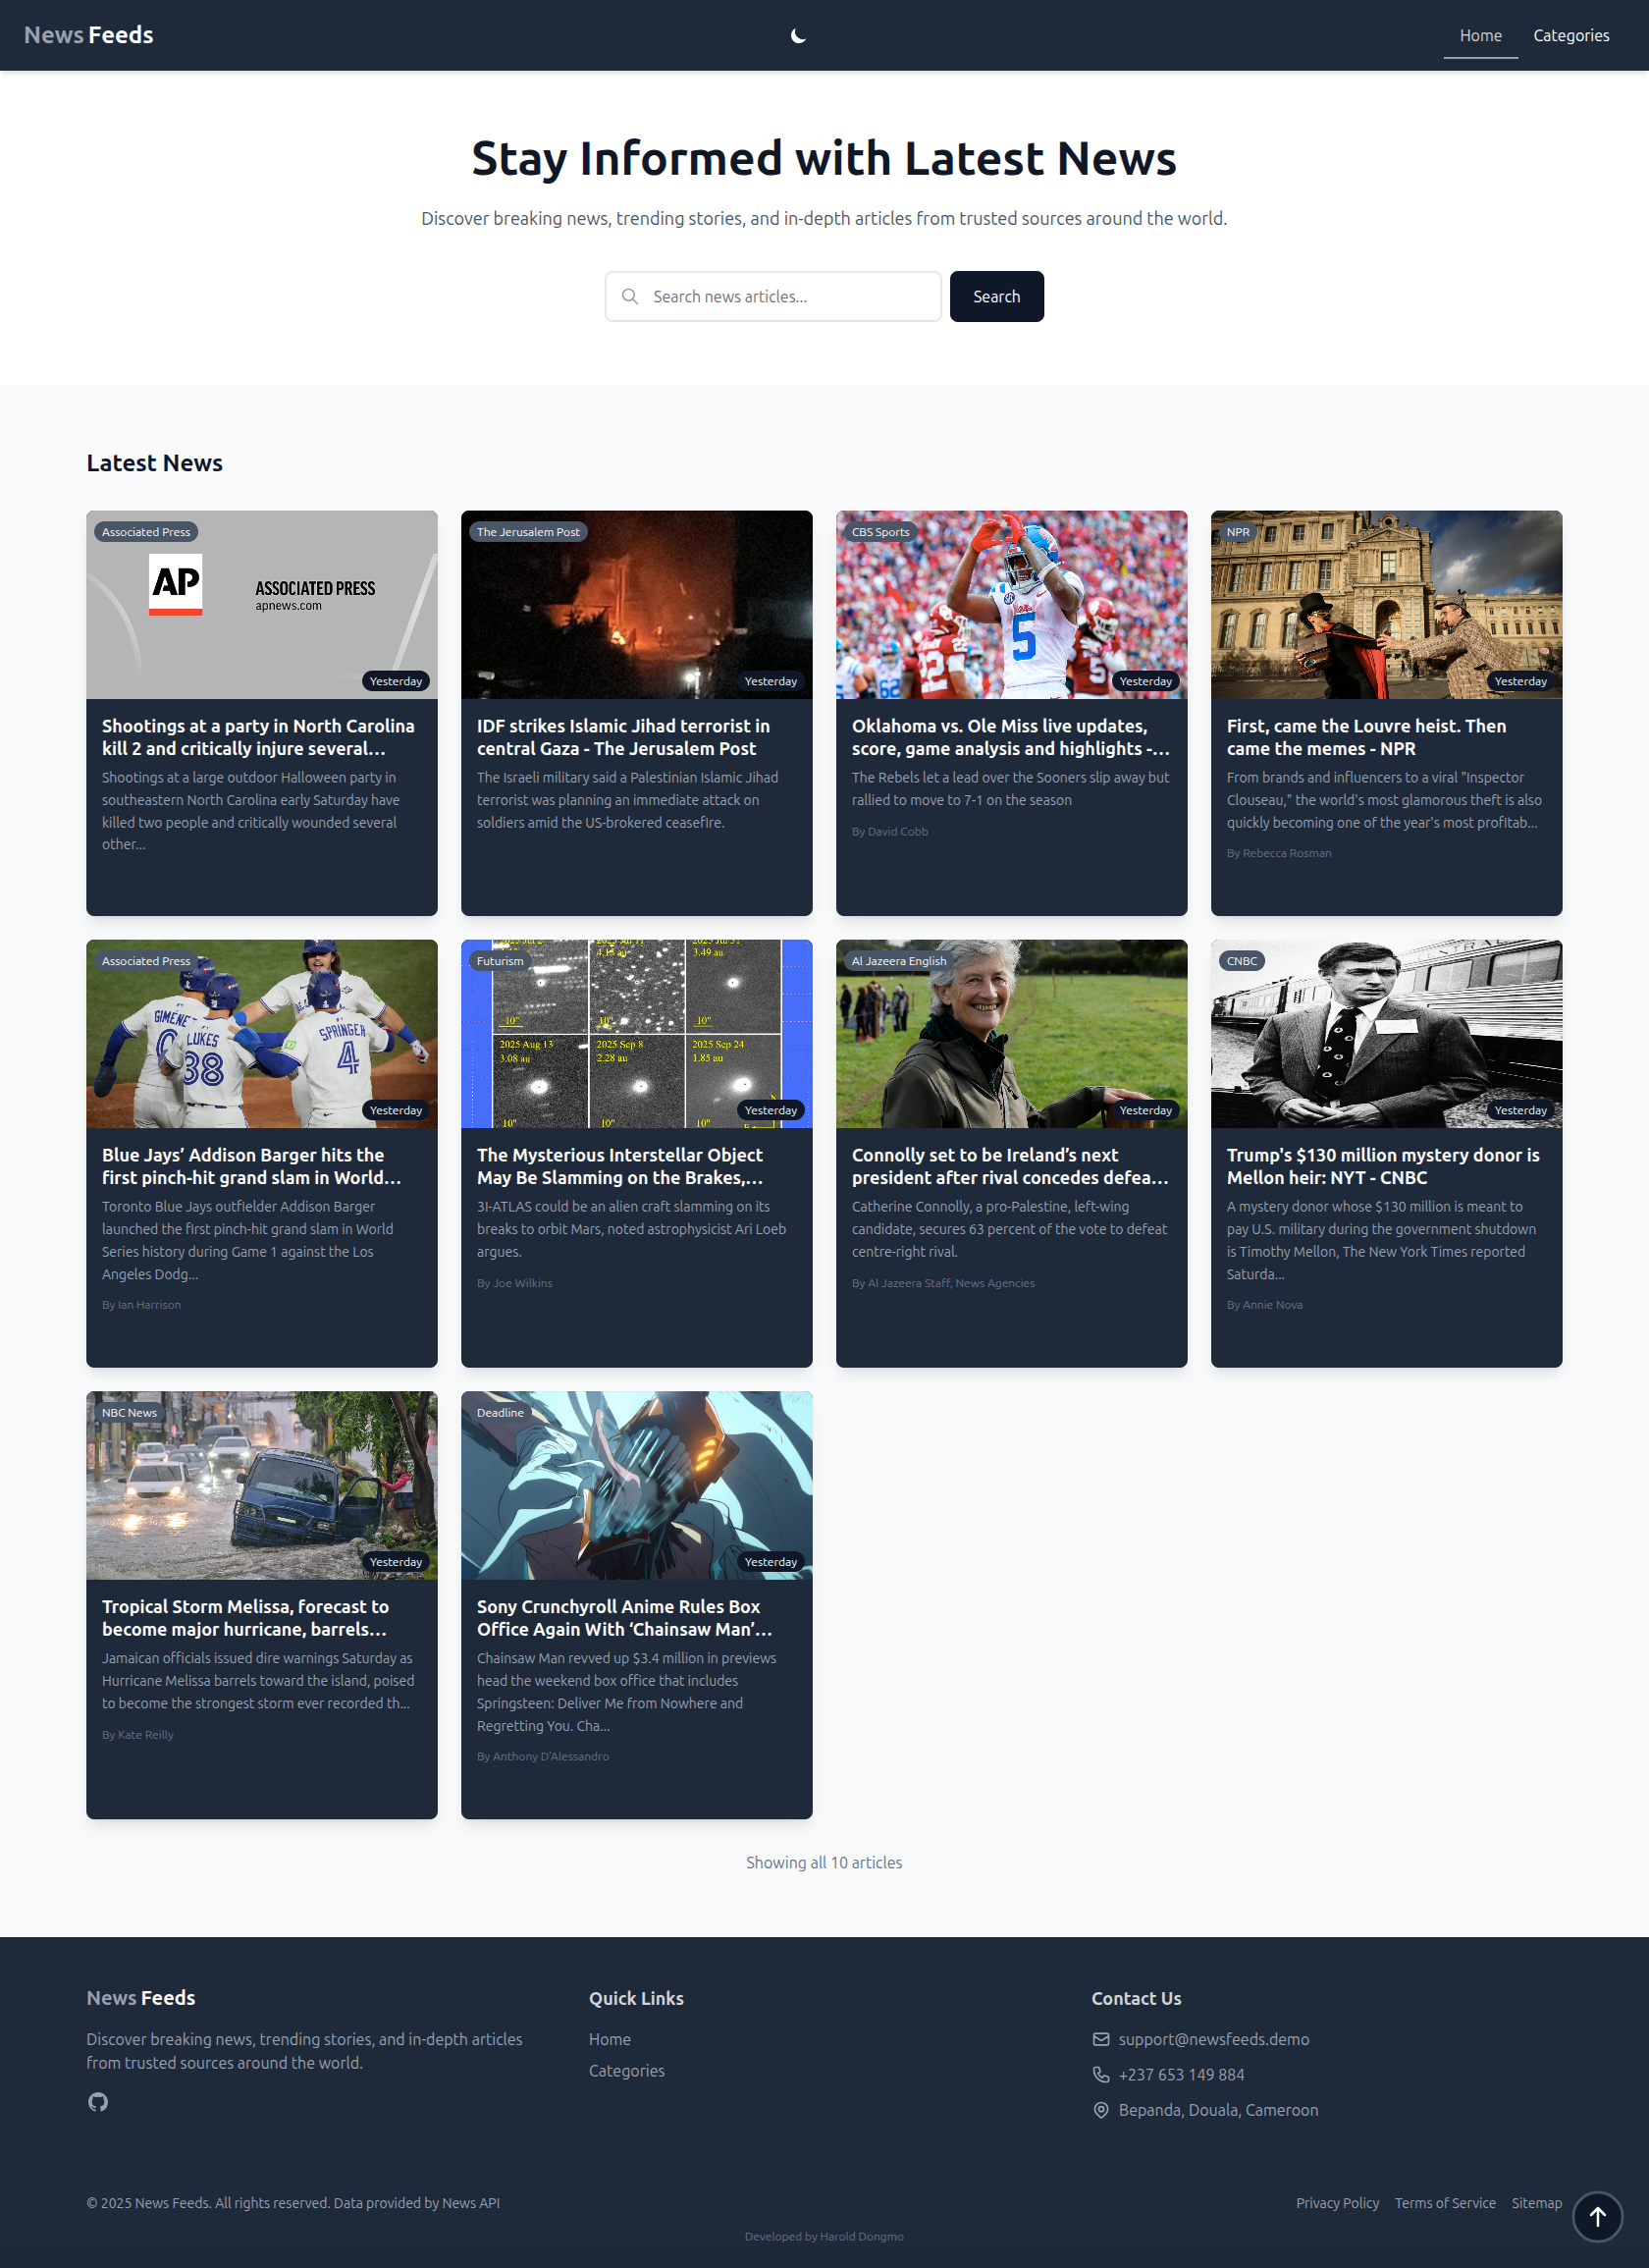 News Feeds
Home
Categories
Stay Informed with Latest News
Discover breaking news, trending stories, and in-depth articles from trusted sources around the world.
Search news articles...
Search
Latest News
Associated Press
AP
ASSOCIATED PRESS
apnews.com
Yesterday
Shootings at a party in North Carolina
kill 2 and critically injure several...
Shootings at a large outdoor Halloween party in
southeastern North Carolina early Saturday have
killed two people and critically wounded several
other...
The Jerusalem Post
Yesterday
IDF strikes Islamic Jihad terrorist in
central Gaza - The Jerusalem Post
The Israeli military said a Palestinian Islamic Jihad
terrorist was planning an immediate attack on
soldiers amid the US-brokered ceasefire.
CBS Sports
5
22
62
5
Yesterday
Oklahoma vs. Ole Miss live updates,
score, game analysis and highlights -...
The Rebels let a lead over the Sooners slip away but
rallied to move to 7-1 on the season
By David Cobb
NPR
Yesterday
First, came the Louvre heist. Then
came the memes - NPR
From brands and influencers to a viral "Inspector
Clouseau," the world's most glamorous theft is also
quickly becoming one of the year's most profitab...
By Rebecca Rosman
Associated Press
GIMENE
LUKES
38
SPRINGER
4
Yesterday
Blue Jays’ Addison Barger hits the
first pinch-hit grand slam in World...
Toronto Blue Jays outfielder Addison Barger
launched the first pinch-hit grand slam in World
Series history during Game 1 against the Los
Angeles Dodg...
By Ian Harrison
Futurism
4.15 au
3.49 au
10"
10"
10"
2025 Aug 13
3.08 au
2025 Sep 8
2.28 au
2025 Sep 24
1.85 au
10"
10"
10"
Yesterday
The Mysterious Interstellar Object
May Be Slamming on the Brakes,...
3I-ATLAS could be an alien craft slamming on its
breaks to orbit Mars, noted astrophysicist Ari Loeb
argues.
By Joe Wilkins
Al Jazeera English
Yesterday
Connolly set to be Ireland’s next
president after rival concedes defea...
Catherine Connolly, a pro-Palestine, left-wing
candidate, secures 63 percent of the vote to defeat
centre-right rival.
By Al Jazeera Staff, News Agencies
CNBC
Yesterday
Trump's $130 million mystery donor is
Mellon heir: NYT - CNBC
A mystery donor whose $130 million is meant to
pay U.S. military during the government shutdown
is Timothy Mellon, The New York Times reported
Saturda...
By Annie Nova
NBC News
Yesterday
Tropical Storm Melissa, forecast to
become major hurricane, barrels...
Jamaican officials issued dire warnings Saturday as
Hurricane Melissa barrels toward the island, poised
to become the strongest storm ever recorded th...
By Kate Reilly
Deadline
Yesterday
Sony Crunchyroll Anime Rules Box
Office Again With ‘Chainsaw Man’...
Chainsaw Man revved up $3.4 million in previews
head the weekend box office that includes
Springsteen: Deliver Me from Nowhere and
Regretting You. Cha...
By Anthony D'Alessandro
Showing all 10 articles
News Feeds
Discover breaking news, trending stories, and in-depth articles
from trusted sources around the world.
Quick Links
Home
Categories
Contact Us
support@newsfeeds.demo
+237 653 149 884
Bepanda, Douala, Cameroon
© 2025 News Feeds. All rights reserved. Data provided by News API
Privacy Policy
Terms of Service
Sitemap
Developed by Harold Dongmo